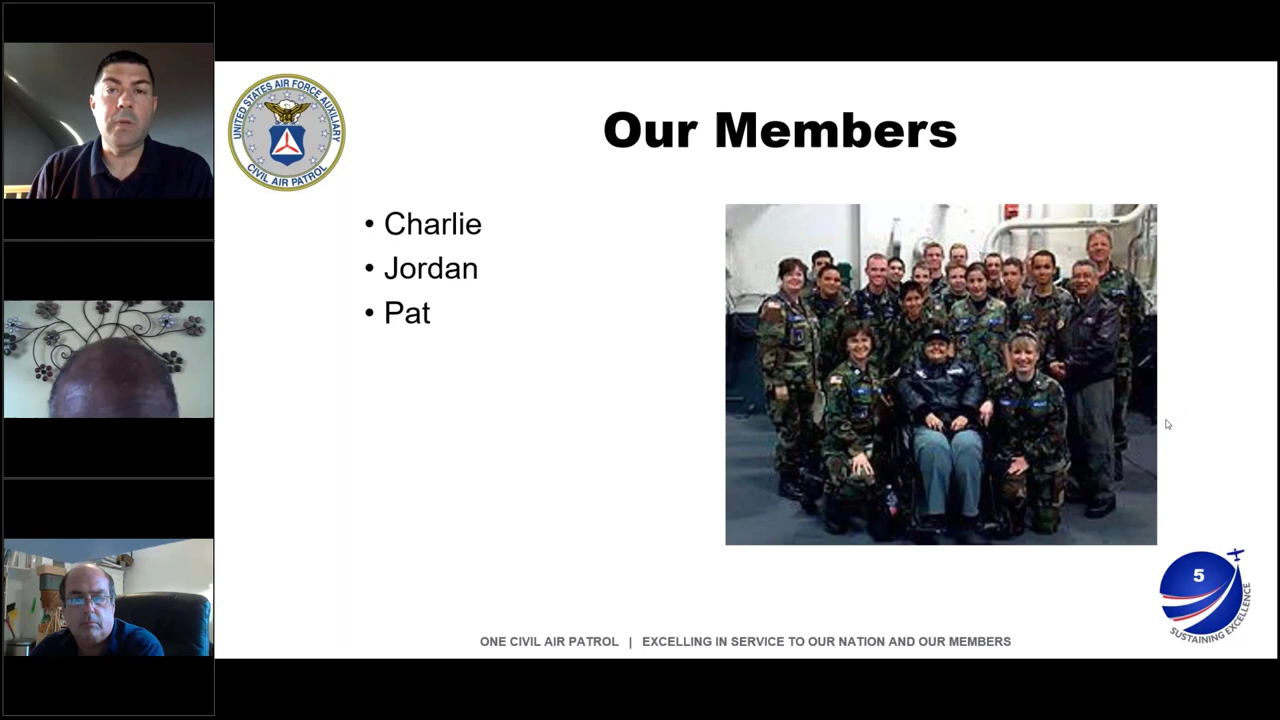 UNITED STATES AIR FORCE AUXILIARY
CIVIL AIR PATROL
Our Members
• Charlie
• Jordan
• Pat
5
SUSTAINING EXCELLENCE
ONE CIVIL AIR PATROL | EXCELLING IN SERVICE TO OUR NATION AND OUR MEMBERS